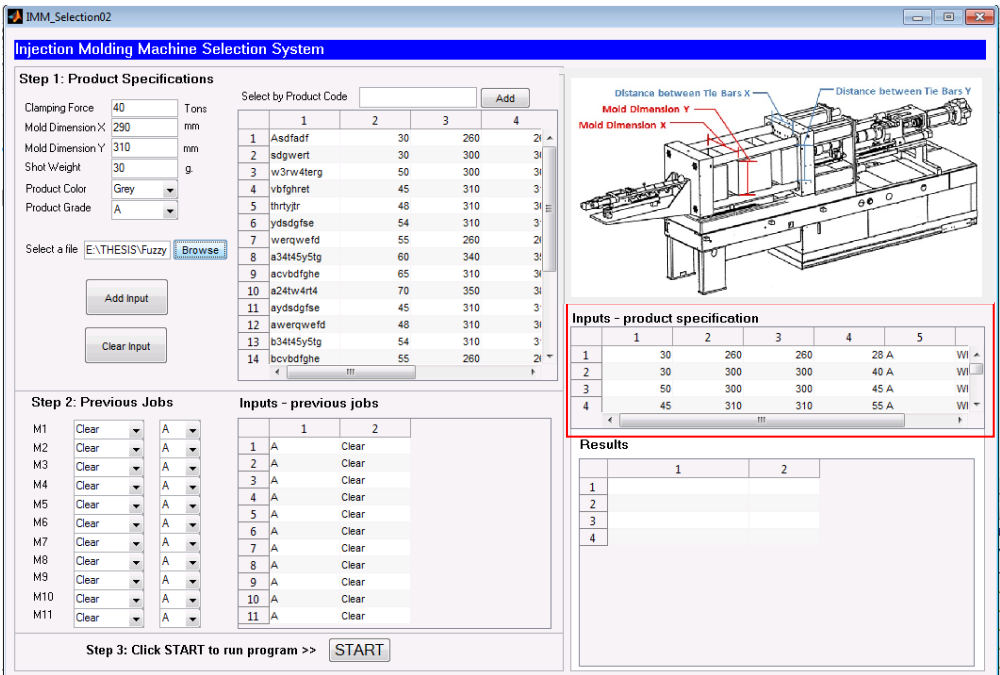 IMM_Selection02
Injection Molding Machine Selection System
Step 1: Product Specifications
Clamping Force 40 Tons
Mold Dimension X 290 mm
Mold Dimension Y 310 mm
Shot Weight 30 g.
Product Color Grey
Product Grade A
Select a file E:\THESIS\Fuzzy Browse
Add Input
Clear Input
Select by Product Code Add
1 2 3 4
1 Asdfadf 30 260
2 sdgwert 30 300
3 w3rw4terg 50 300
4 vbfghret 45 310
5 thrtyjtr 48 310
6 ydsdgfse 54 310
7 werqwefd 55 260
8 a34t45y5tg 60 340
9 acvbdfghe 65 310
10 a24tw4rt4 70 350
11 aydsdgfse 45 310
12 awerqwefd 48 310
13 b34t45y5tg 54 310
14 bcvbdfghe 55 260
Distance between Tie Bars X
Distance between Tie Bars Y
Mold Dimension Y
Mold Dimension X
Inputs - product specification
1 2 3 4 5
1 30 260 260 28 A
2 30 300 300 40 A
3 50 300 300 45 A
4 45 310 310 55 A
Step 2: Previous Jobs
M1 Clear A
M2 Clear A
M3 Clear A
M4 Clear A
M5 Clear A
M6 Clear A
M7 Clear A
M8 Clear A
M9 Clear A
M10 Clear A
M11 Clear A
Inputs - previous jobs
1 2
1 A Clear
2 A Clear
3 A Clear
4 A Clear
5 A Clear
6 A Clear
7 A Clear
8 A Clear
9 A Clear
10 A Clear
11 A Clear
Results
1 2
1
2
3
4
Step 3: Click START to run program >> START